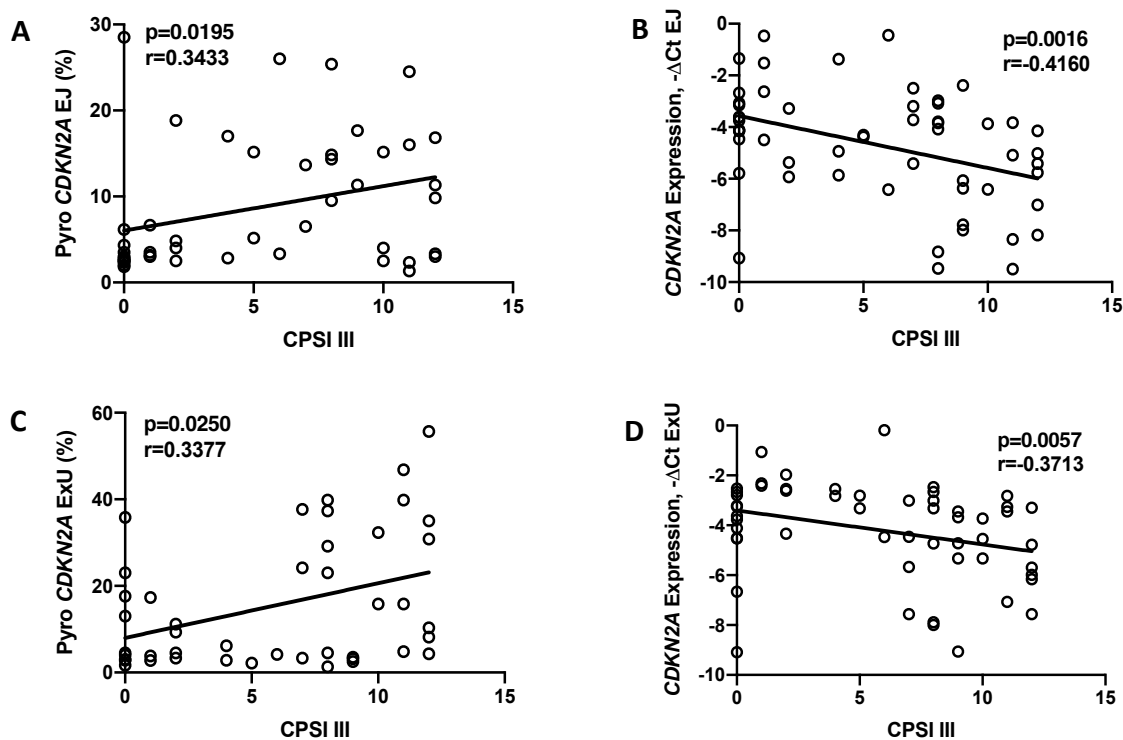 A
p=0.0195
r=0.3433
Pyro CDKN2A EJ (%)
30
20
10
0
0 5 10 15
CPSI III
B
p=0.0016
r=-0.4160
CDKN2A Expression, -ΔCt EJ
0
-2
-4
-6
-8
-10
0 5 10 15
CPSI III
C
p=0.0250
r=0.3377
Pyro CDKN2A ExU (%)
60
40
20
0
0 5 10 15
CPSI III
D
p=0.0057
r=-0.3713
CDKN2A Expression, -ΔCt ExU
0
-2
-4
-6
-8
-10
0 5 10 15
CPSI III